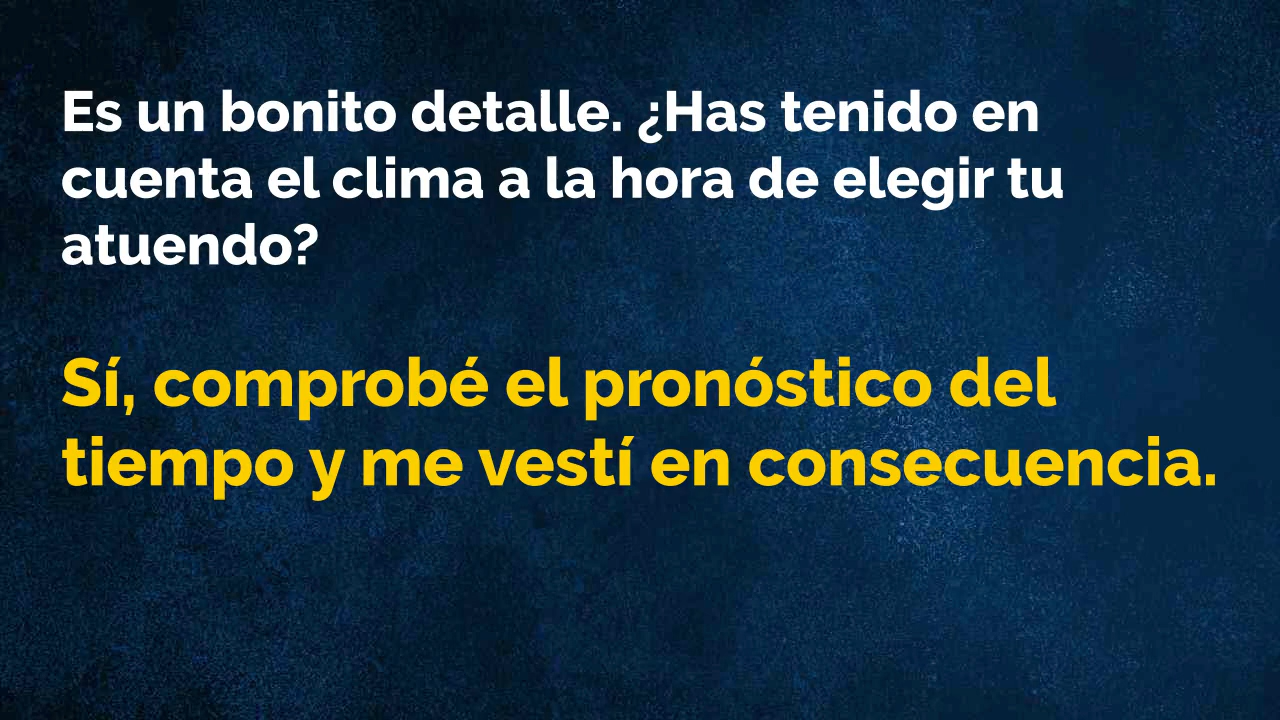 Es un bonito detalle. ¿Has tenido en
cuenta el clima a la hora de elegir tu
atuendo?
Sí, comprobé el pronóstico del
tiempo y me vestí en consecuencia.